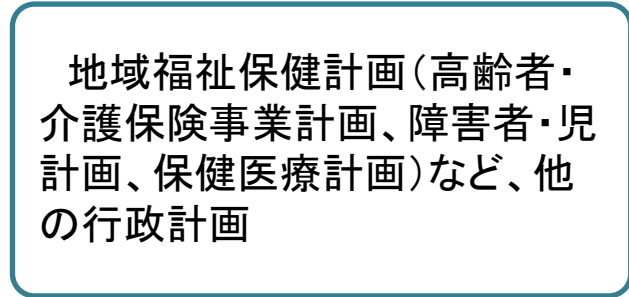 地域福祉保健計画（高齢者・
介護保険事業計画、障害者・児
計画、保健医療計画）など、他
の行政計画